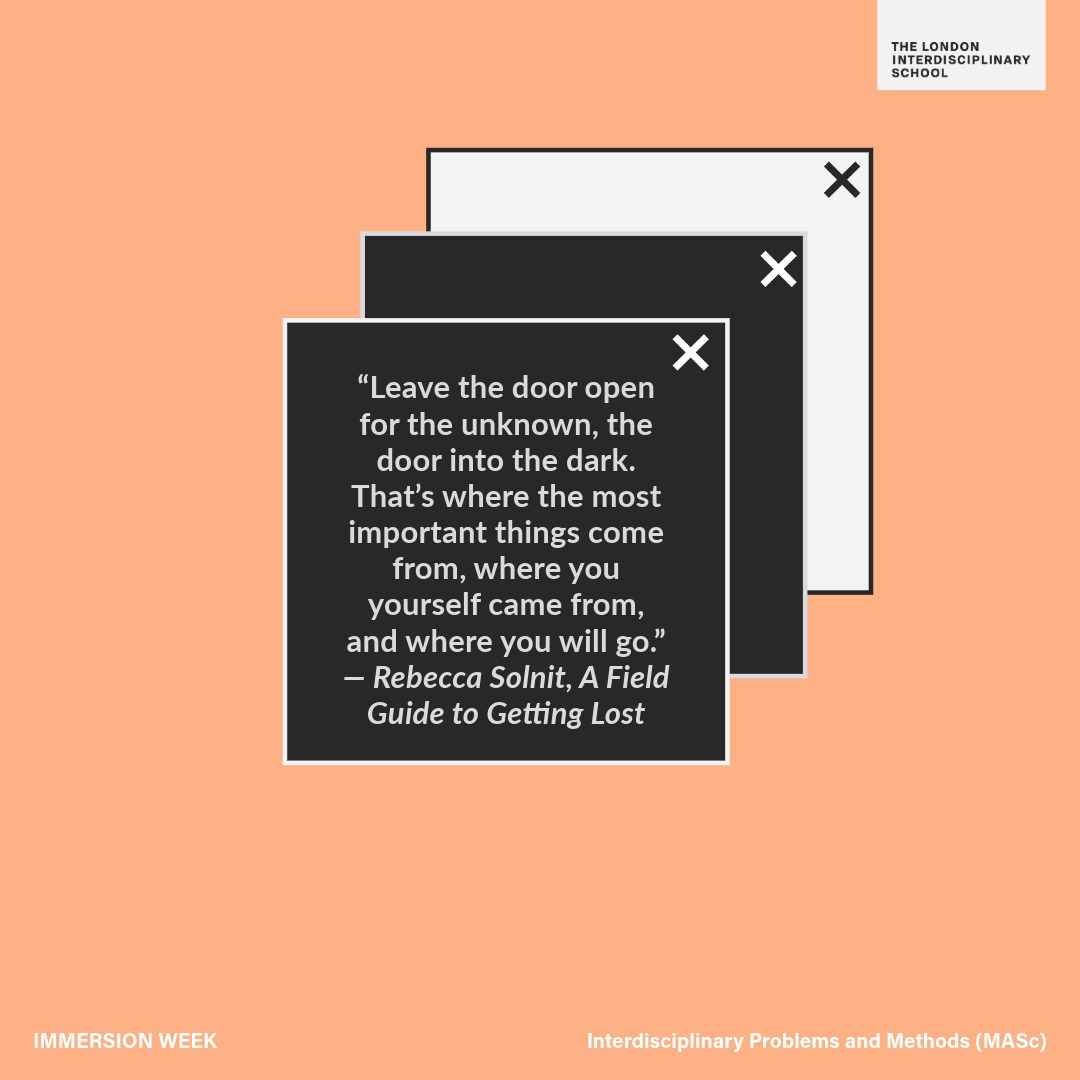 THE LONDON
INTERDISCIPLINARY
SCHOOL
“Leave the door open
for the unknown, the
door into the dark.
That’s where the most
important things come
from, where you
yourself came from,
and where you will go.”
— Rebecca Solnit, A Field
Guide to Getting Lost
IMMERSION WEEK
Interdisciplinary Problems and Methods (MASc)